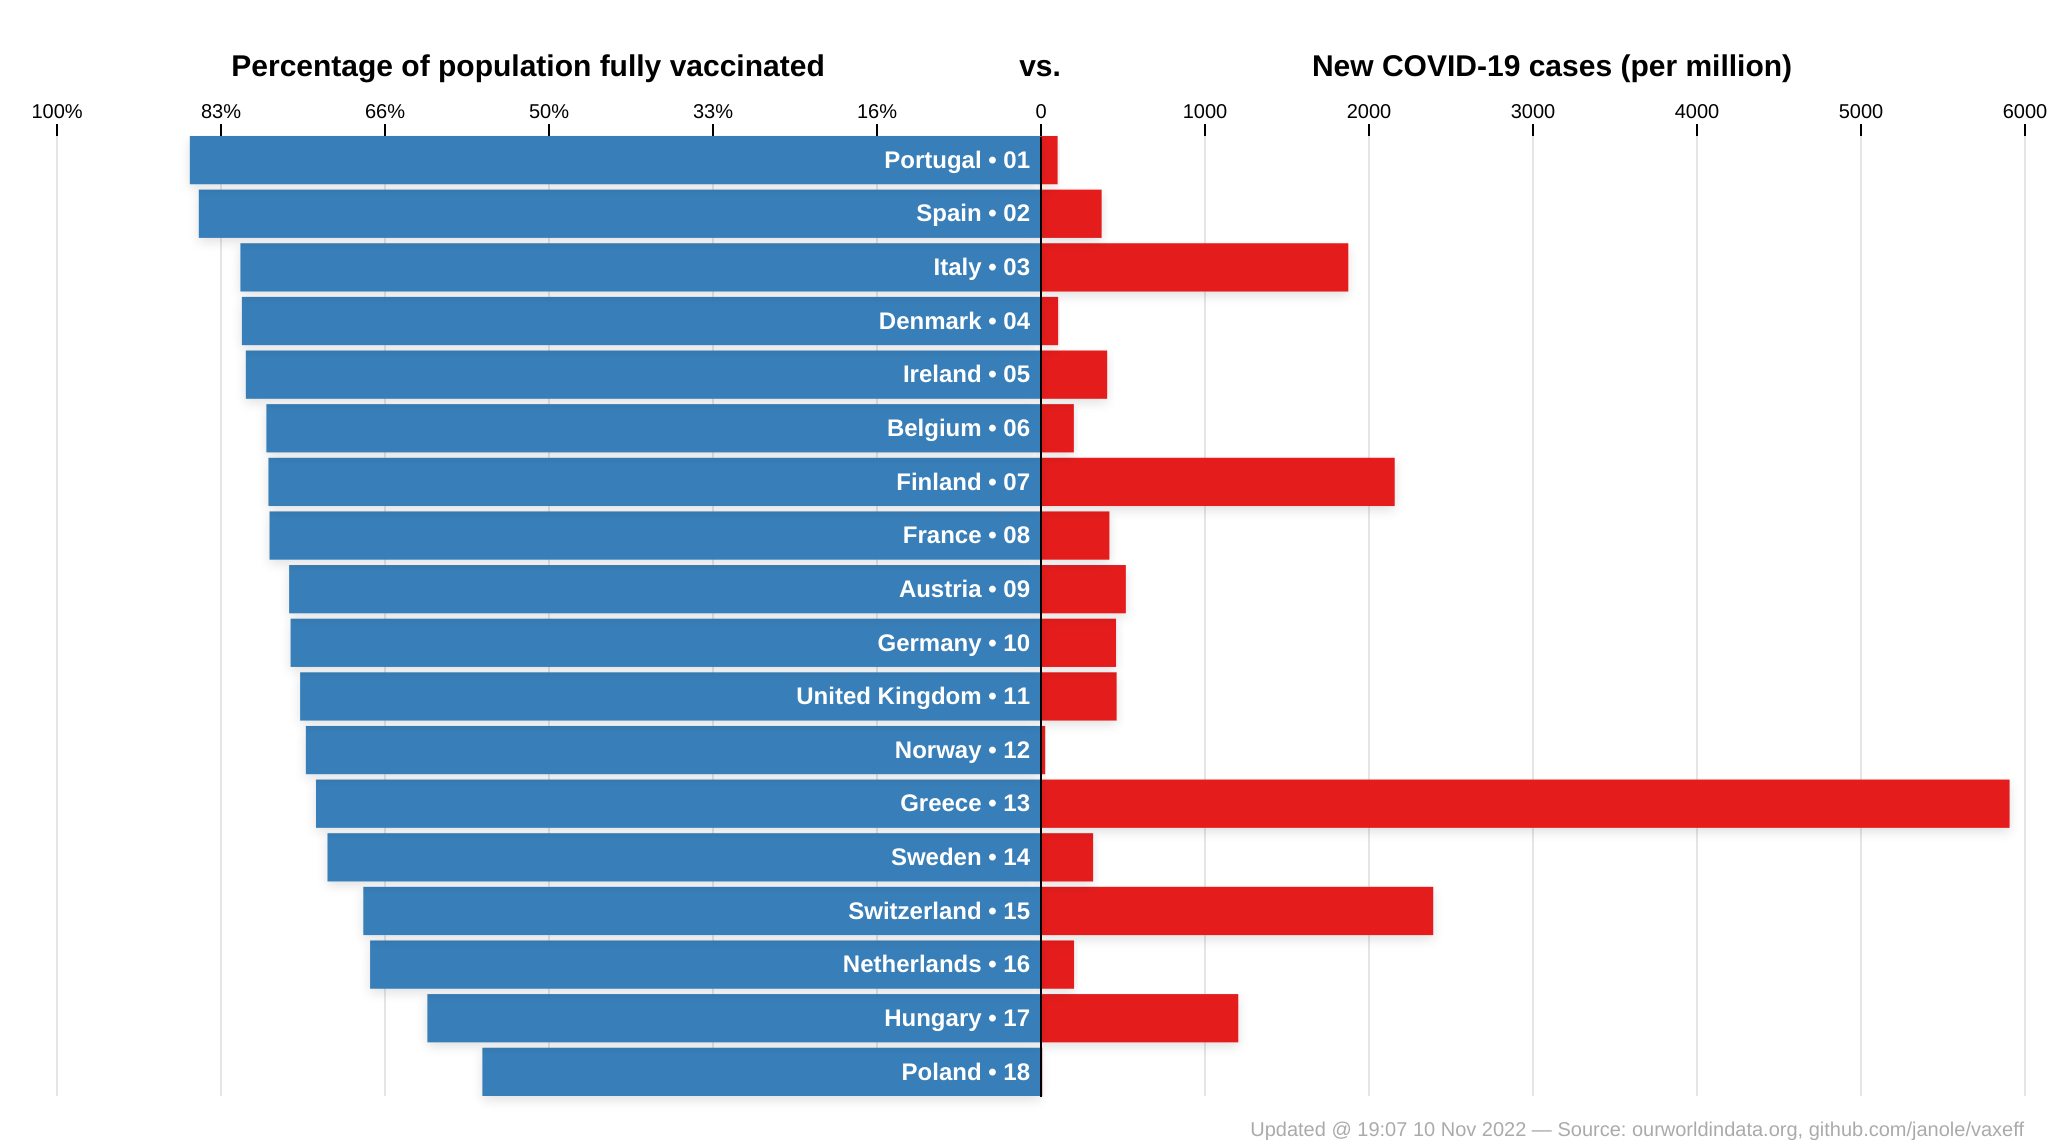 Percentage of population fully vaccinated vs. New COVID-19 cases (per million)
100% 83% 66% 50% 33% 16% 0 1000 2000 3000 4000 5000 6000
Portugal • 01
Spain • 02
Italy • 03
Denmark • 04
Ireland • 05
Belgium • 06
Finland • 07
France • 08
Austria • 09
Germany • 10
United Kingdom • 11
Norway • 12
Greece • 13
Sweden • 14
Switzerland • 15
Netherlands • 16
Hungary • 17
Poland • 18
Updated @ 19:07 10 Nov 2022 — Source: ourworldindata.org, github.com/janole/vaxeff